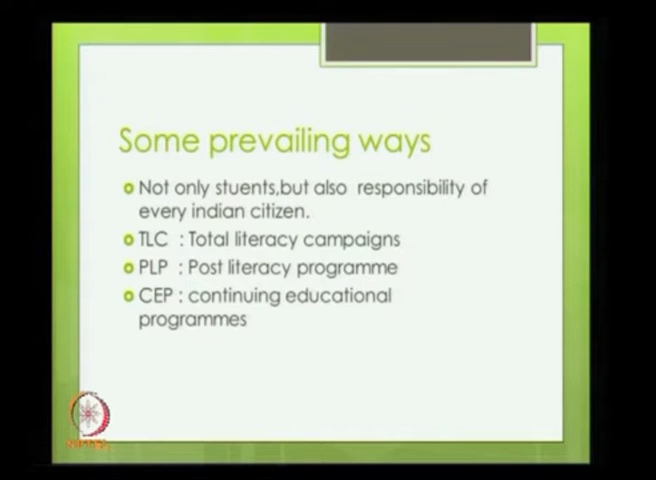 Some prevailing ways
Not only stuents,but also responsibility of
every indian citizen.
TLC : Total literacy campaigns
PLP : Post literacy programme
CEP : continuing educational
programmes